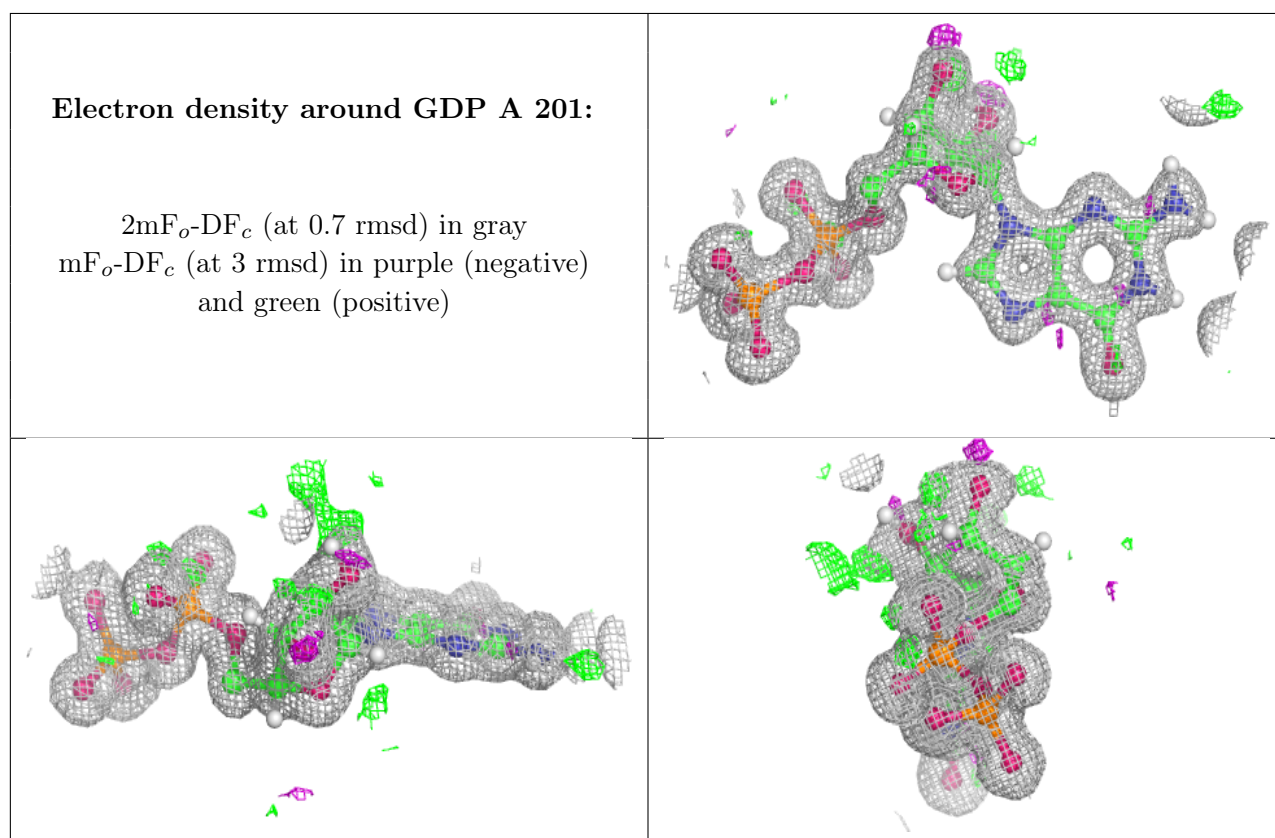 Electron density around GDP A 201:
2mFo-DFc (at 0.7 rmsd) in gray
mFo-DFc (at 3 rmsd) in purple (negative)
and green (positive)